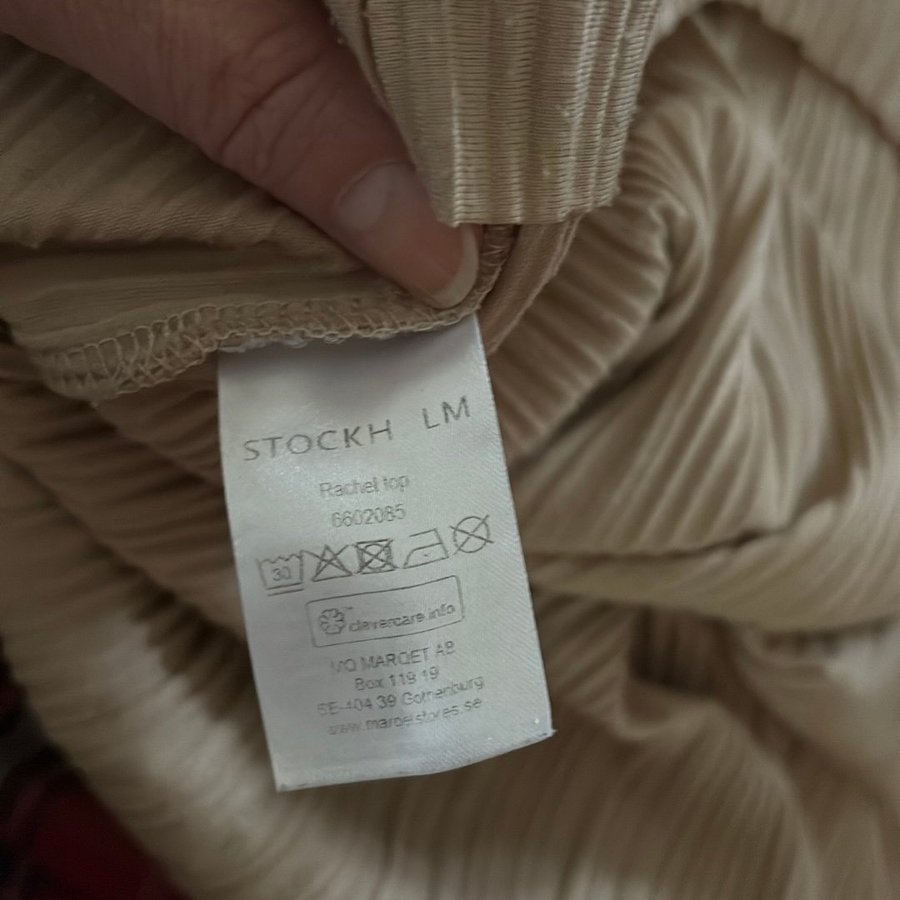 STOCKH LM
Rachel top
6602085
30
clevercare.info
MQ MARQET AB
Box 119 19
SE-404 39 Gothenburg
www.marqetstores.se